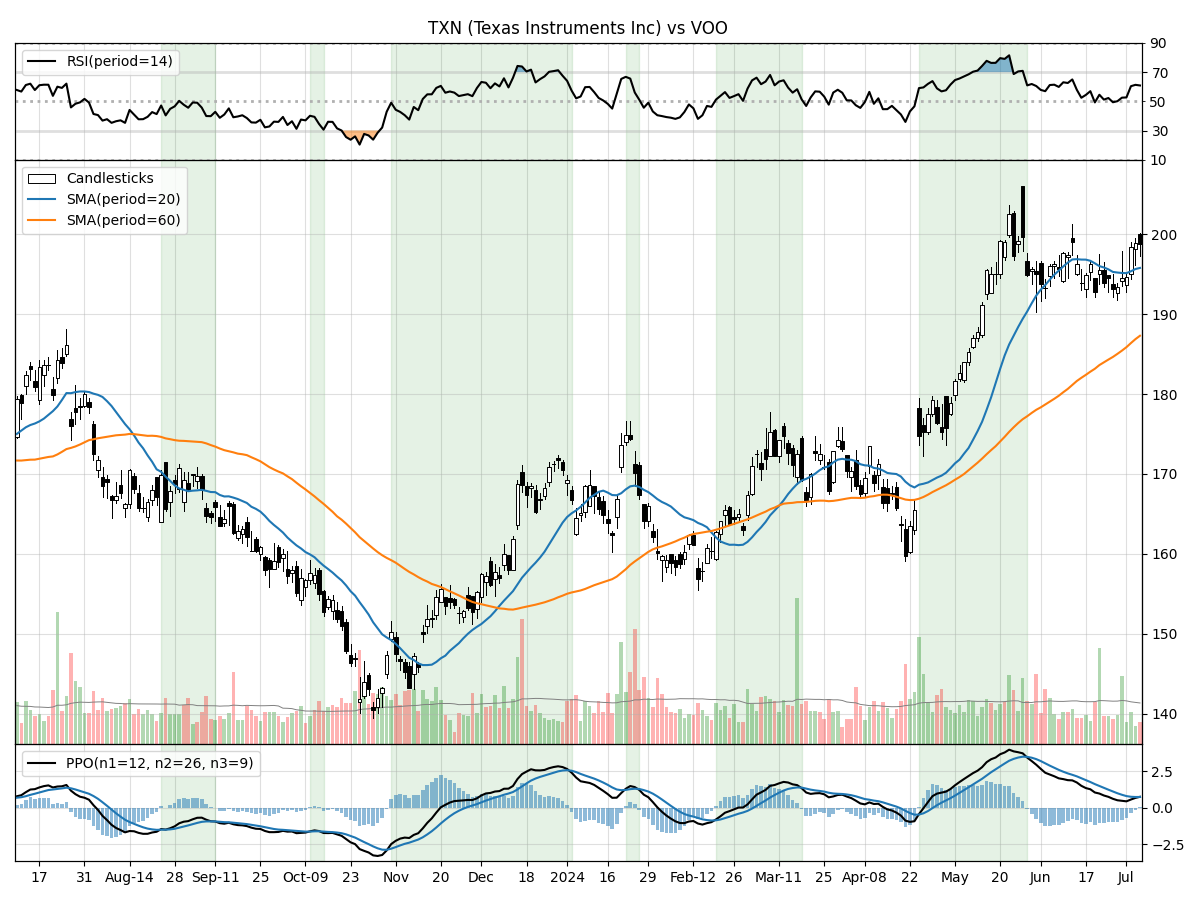 TXN (Texas Instruments Inc) vs VOO
RSI(period=14)
90
70
50
30
10
Candlesticks
SMA(period=20)
SMA(period=60)
200
190
180
170
160
150
140
PPO(n1=12, n2=26, n3=9)
2.5
0.0
−2.5
17 31 Aug-14 28 Sep-11 25 Oct-09 23 Nov 20 Dec 18 2024 16 29 Feb-12 26 Mar-11 25 Apr-08 22 May 20 Jun 17 Jul